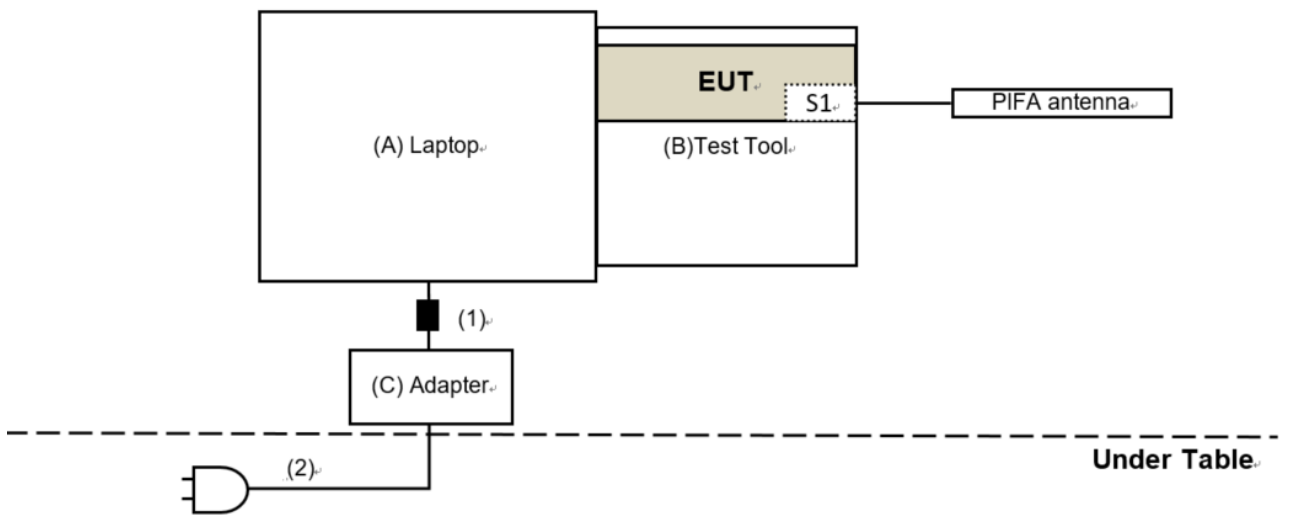 EUT
S1
PIFA antenna
(A) Laptop
(B)Test Tool
(1)
(C) Adapter
Under Table
(2)